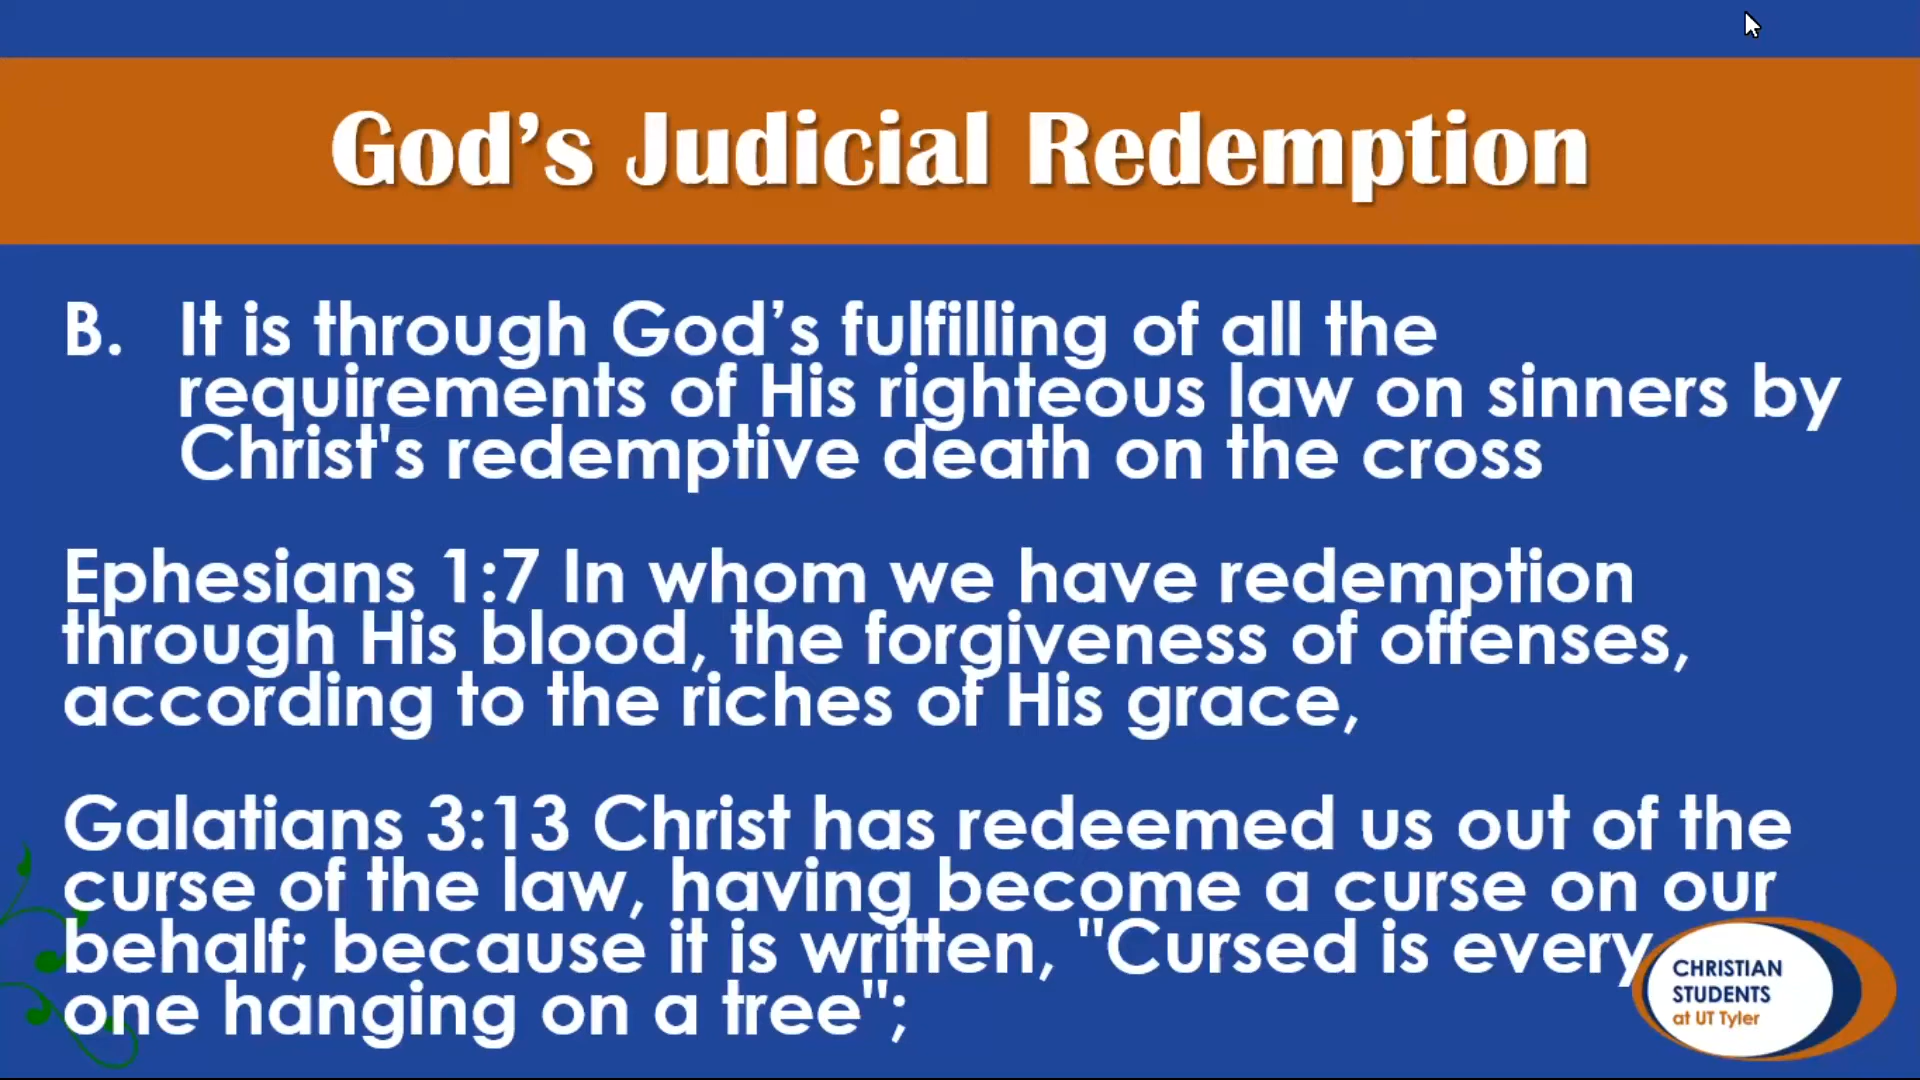 God’s Judicial Redemption
B. It is through God’s fulfilling of all the
requirements of His righteous law on sinners by
Christ's redemptive death on the cross
Ephesians 1:7 In whom we have redemption
through His blood, the forgiveness of offenses,
according to the riches of His grace,
Galatians 3:13 Christ has redeemed us out of the
curse of the law, having become a curse on our
behalf; because it is written, "Cursed is every
one hanging on a tree";
CHRISTIAN
STUDENTS
at UT Tyler